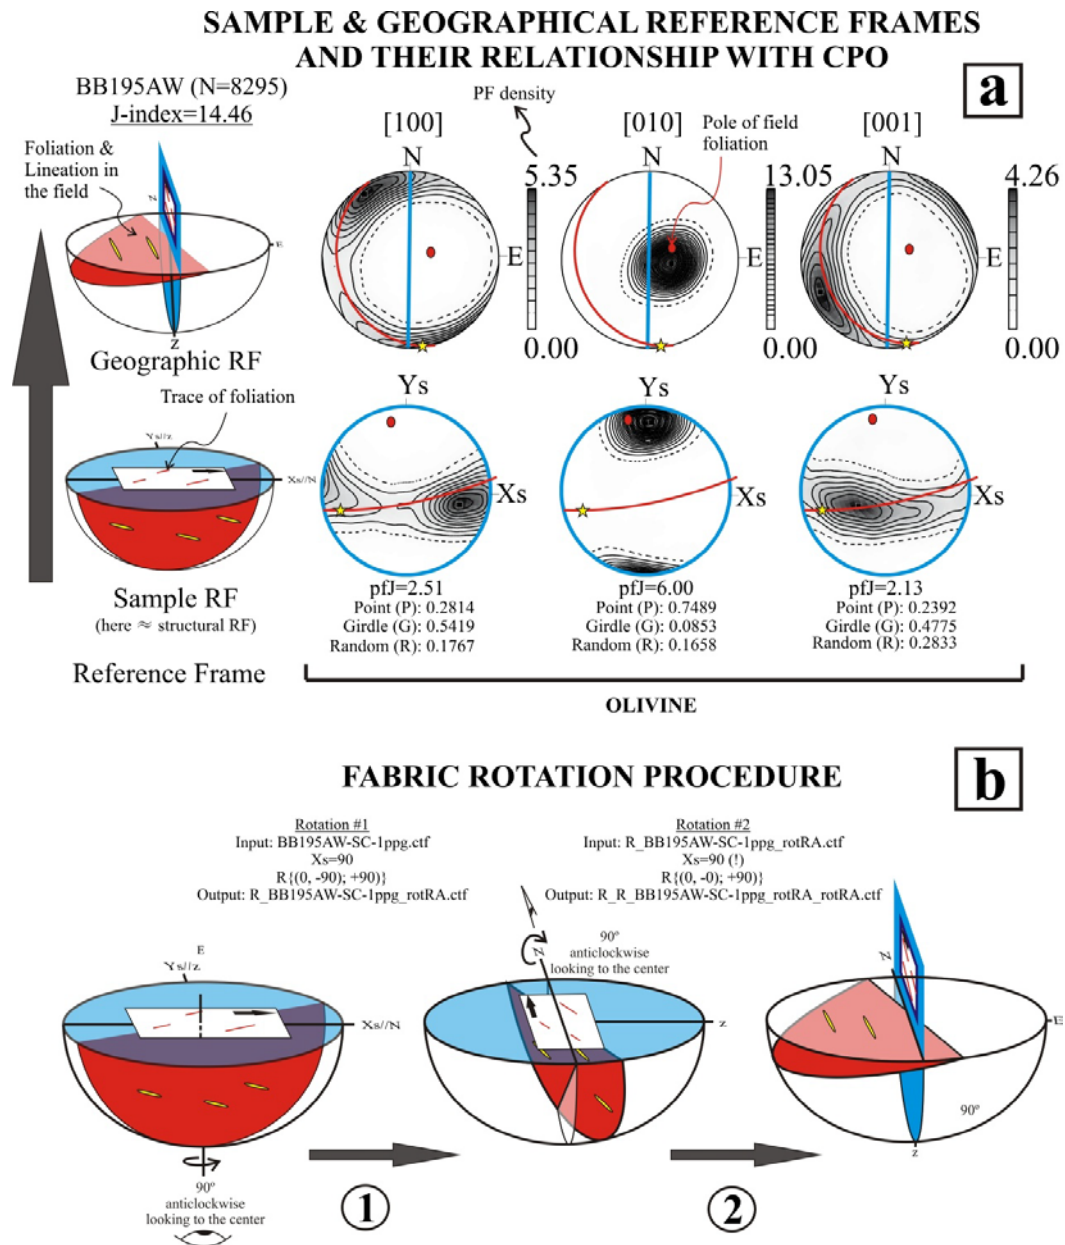 SAMPLE & GEOGRAPHICAL REFERENCE FRAMES
AND THEIR RELATIONSHIP WITH CPO
a
BB195AW (N=8295)
J-index=14.46
PF density
Foliation &
Lineation in
the field
[100]
[010]
[001]
Pole of field
foliation
N
N
N
5.35
13.05
4.26
N
E
E
E
E
0.00
0.00
0.00
z
Geographic RF
Trace of foliation
Ys//z
Xs//N
Ys
Ys
Xs
Xs
Sample RF
(here ≈ structural RF)
pfJ=2.51
Point (P): 0.2814
Girdle (G): 0.5419
Random (R): 0.1767
pfJ=6.00
Point (P): 0.7489
Girdle (G): 0.0853
Random (R): 0.1658
pfJ=2.13
Point (P): 0.2392
Girdle (G): 0.4775
Random (R): 0.2833
Reference Frame
OLIVINE
b
FABRIC ROTATION PROCEDURE
Rotation #1
Input: BB195AW-SC-1ppg.ctf
Xs=90
R{(0, -90); +90)}
Output: R_BB195AW-SC-1ppg_rotRA.ctf
Rotation #2
Input: R_BB195AW-SC-1ppg_rotRA.ctf
Xs=90 (!)
R{(0, -0); +90)}
Output: R_R_BB195AW-SC-1ppg_rotRA_rotRA.ctf
E
Ys//z
Xs//N
N
90º
anticlockwise
looking to the center
z
N
E
90º
z
90º
anticlockwise
looking to the center
1
2